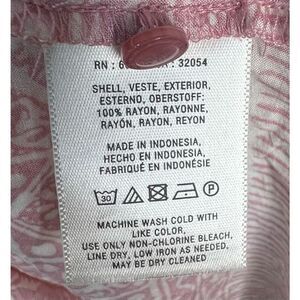 RN : 32054
SHELL, VESTE, EXTERIOR,
ESTERNO, OBERSTOFF:
100% RAYON, RAYONNE,
RAYÓN, RAYON, REYON
MADE IN INDONESIA,
HECHO EN INDONESIA,
FABRIQUÉ EN INDONÉSIE
30 P
MACHINE WASH COLD WITH
LIKE COLOR,
USE ONLY NON-CHLORINE BLEACH,
LINE DRY, LOW IRON AS NEEDED,
MAY BE DRY CLEANED